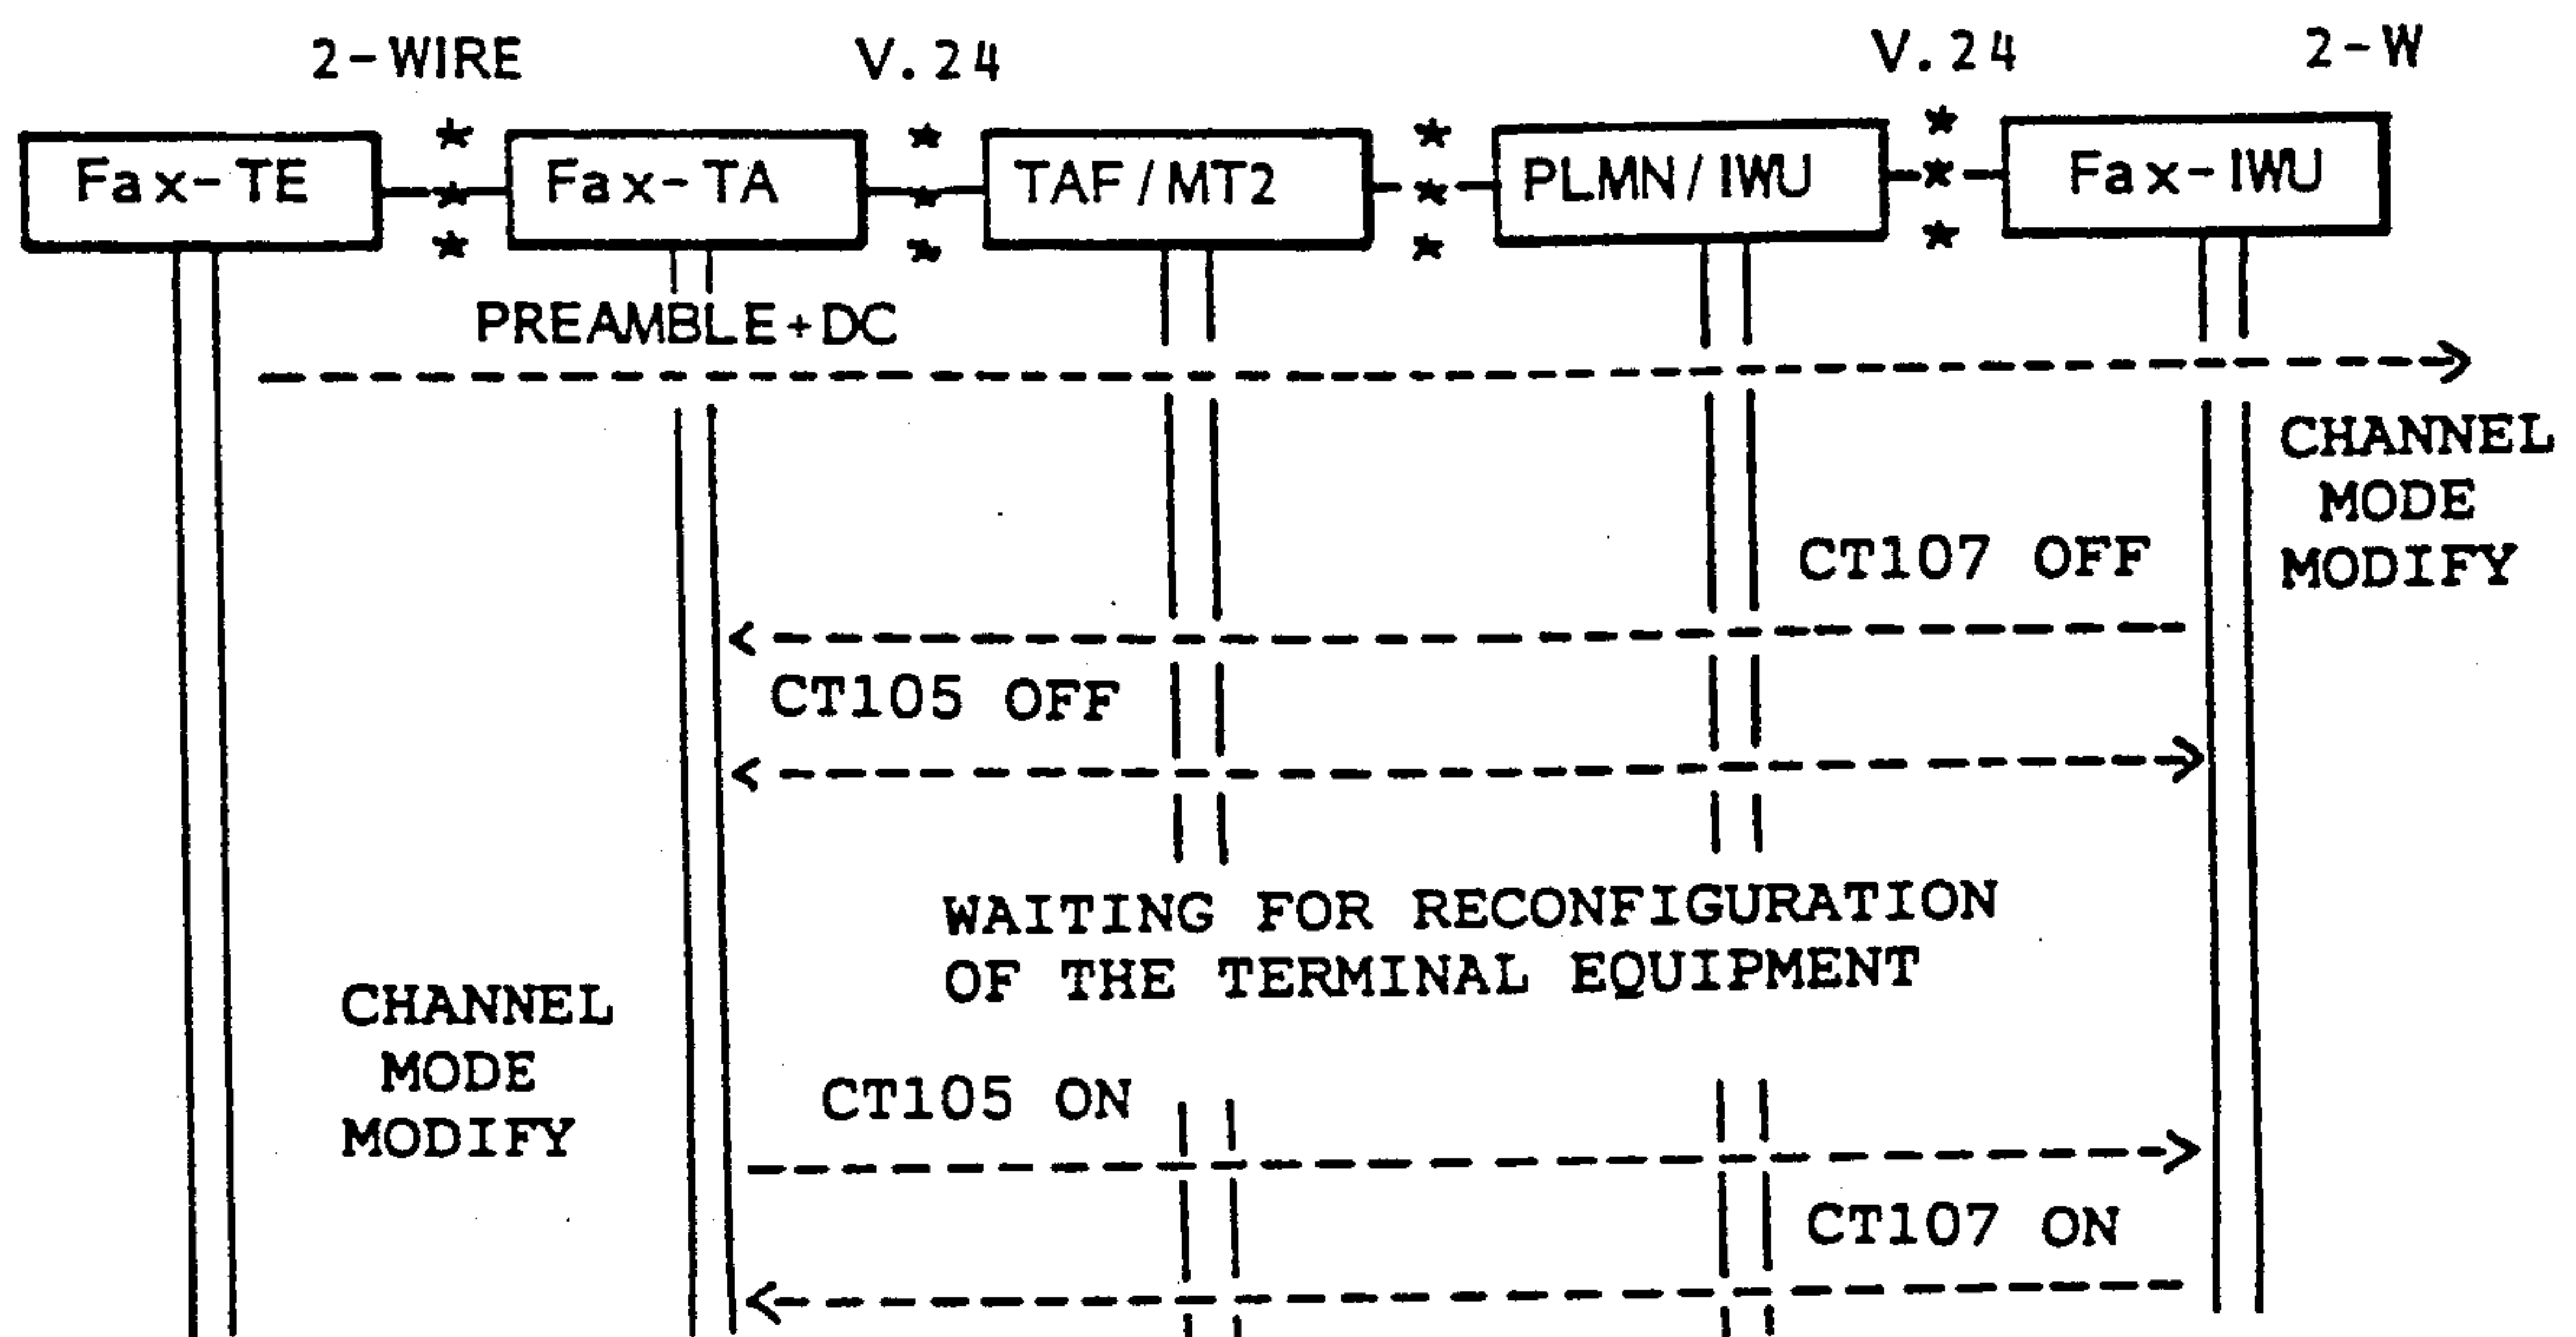 2-WIRE V.24 V.24 2-W
Fax-TE Fax-TA TAF/MT2 PLMN/IWU Fax-IWU
PREAMBLE+DC
CHANNEL
MODE
MODIFY
CT107 OFF
CT105 OFF
WAITING FOR RECONFIGURATION
OF THE TERMINAL EQUIPMENT
CHANNEL
MODE
MODIFY
CT105 ON
CT107 ON